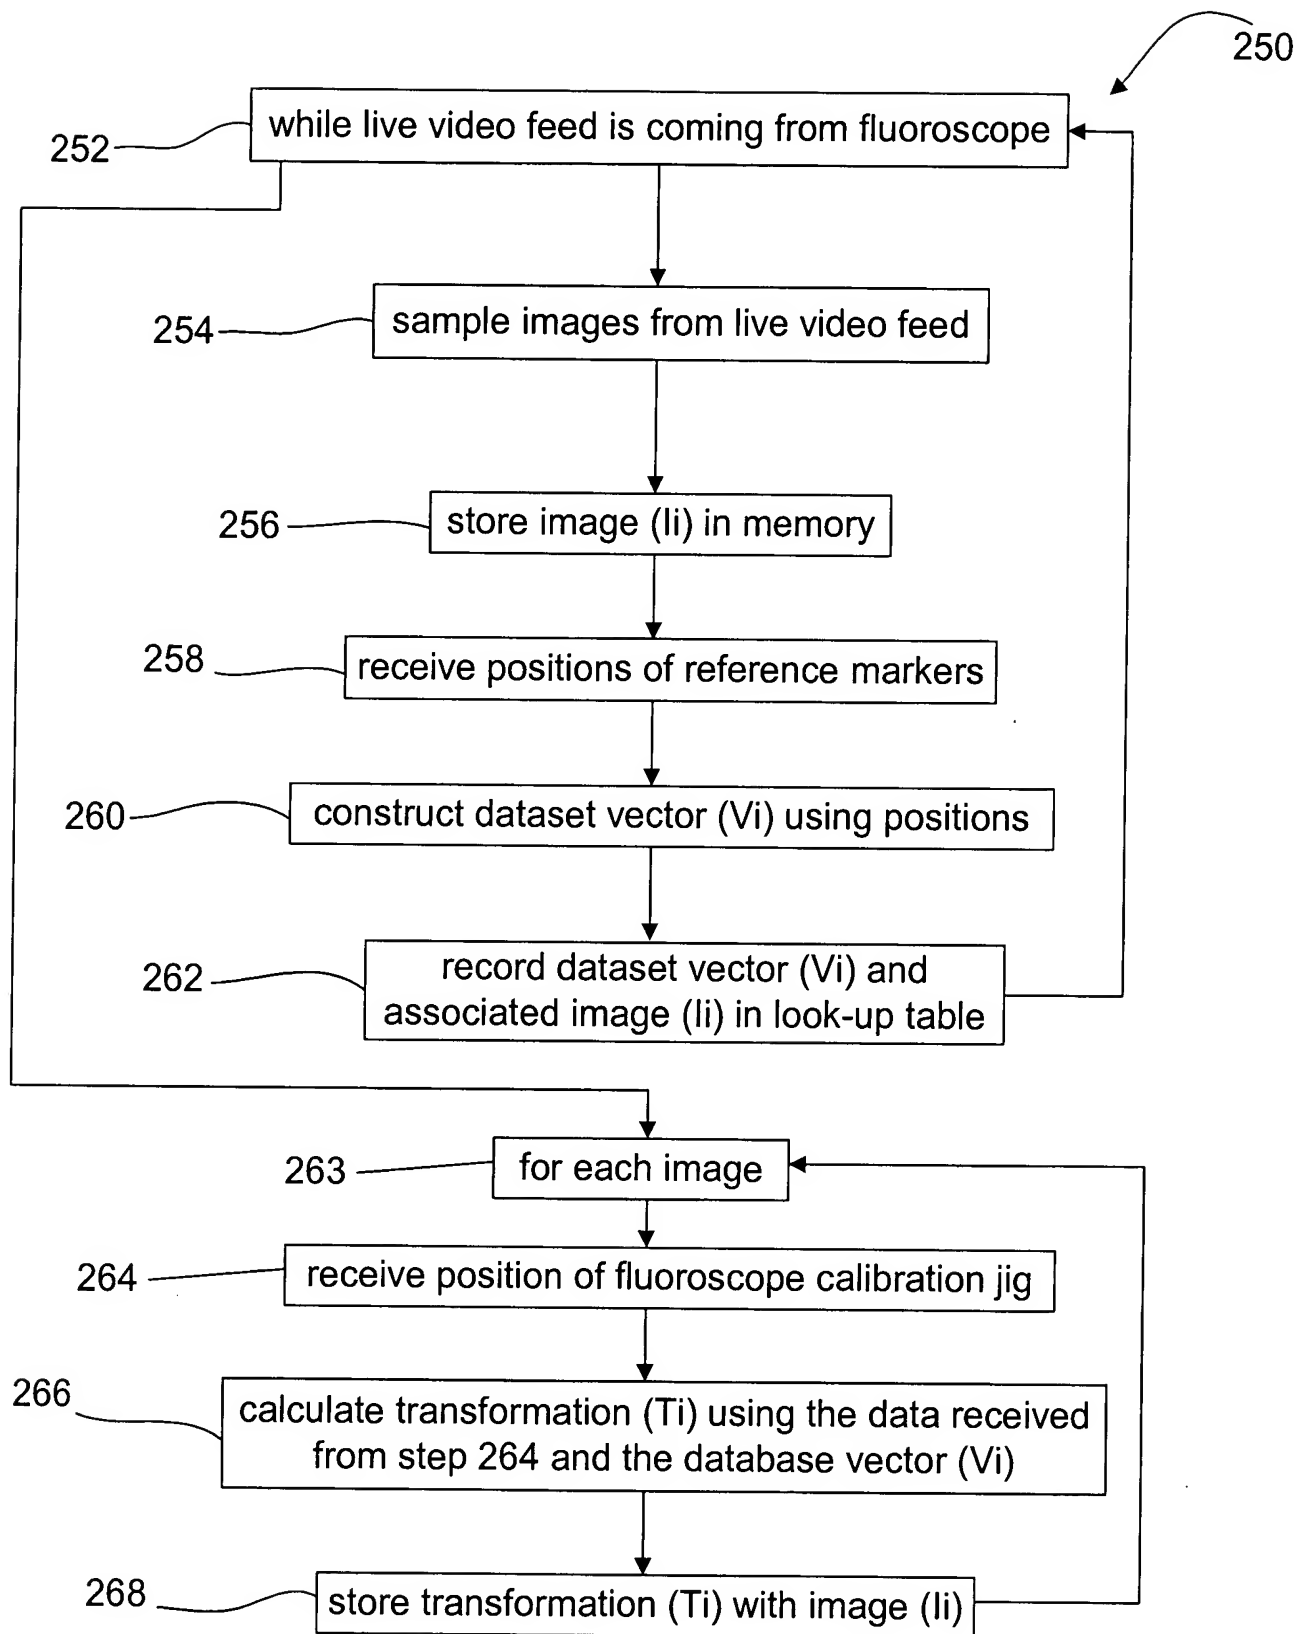 250
252
while live video feed is coming from fluoroscope
254
sample images from live video feed
256
store image (Ii) in memory
258
receive positions of reference markers
260
construct dataset vector (Vi) using positions
262
record dataset vector (Vi) and
associated image (Ii) in look-up table
263
for each image
264
receive position of fluoroscope calibration jig
266
calculate transformation (Ti) using the data received
from step 264 and the database vector (Vi)
268
store transformation (Ti) with image (Ii)